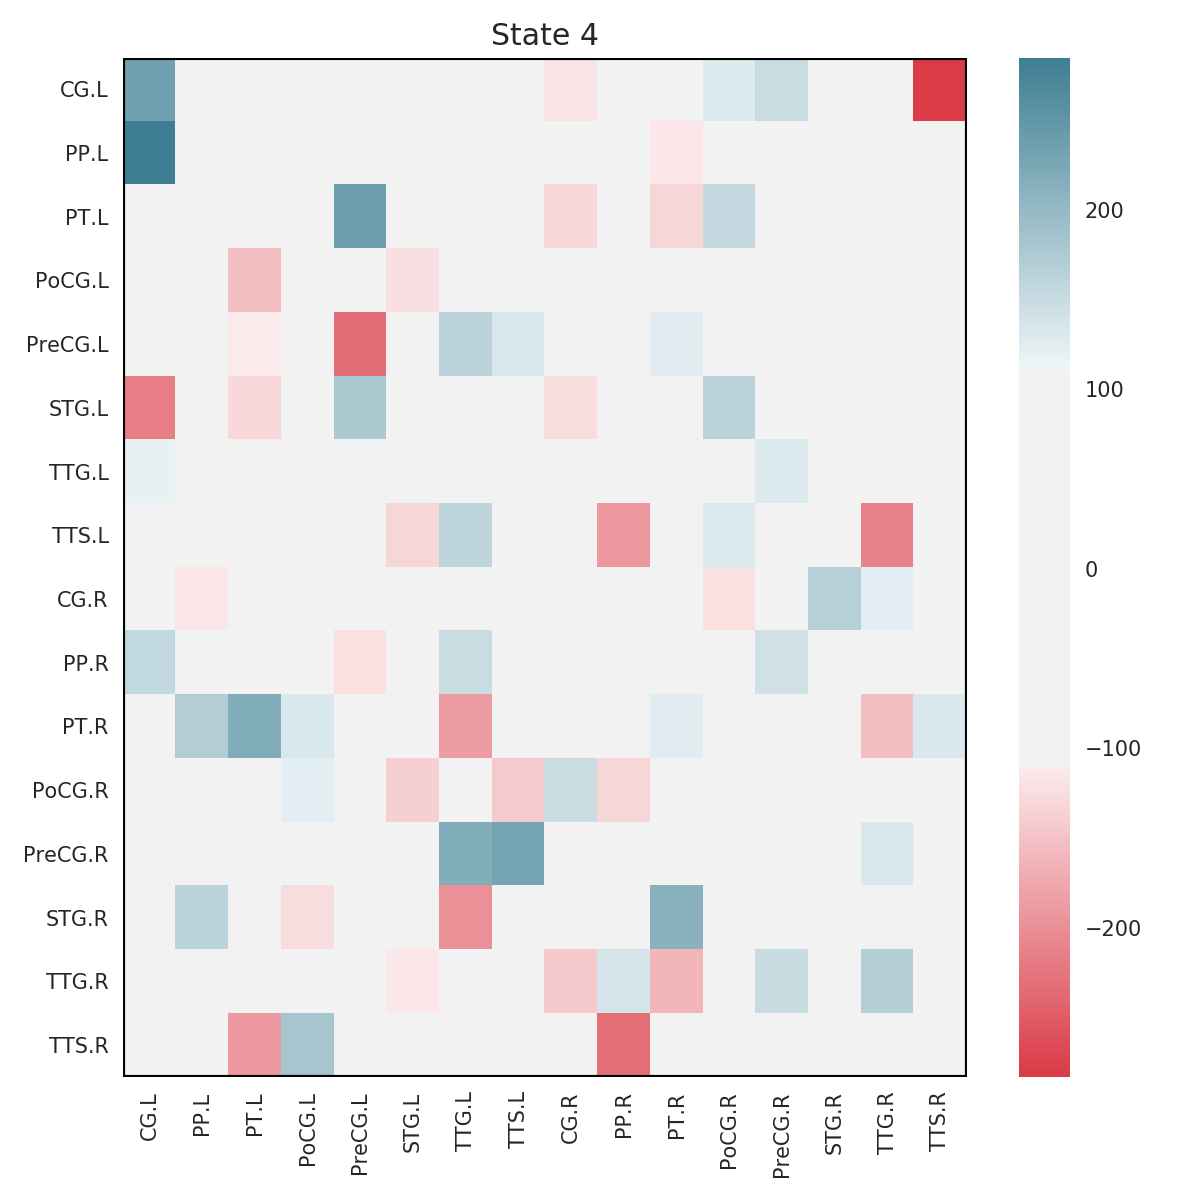 State 4
CG.L
PP.L
PT.L
PoCG.L
PreCG.L
STG.L
TTG.L
TTS.L
CG.R
PP.R
PT.R
PoCG.R
PreCG.R
STG.R
TTG.R
TTS.R
CG.L
PP.L
PT.L
PoCG.L
PreCG.L
STG.L
TTG.L
TTS.L
CG.R
PP.R
PT.R
PoCG.R
PreCG.R
STG.R
TTG.R
TTS.R
200
100
0
−100
−200